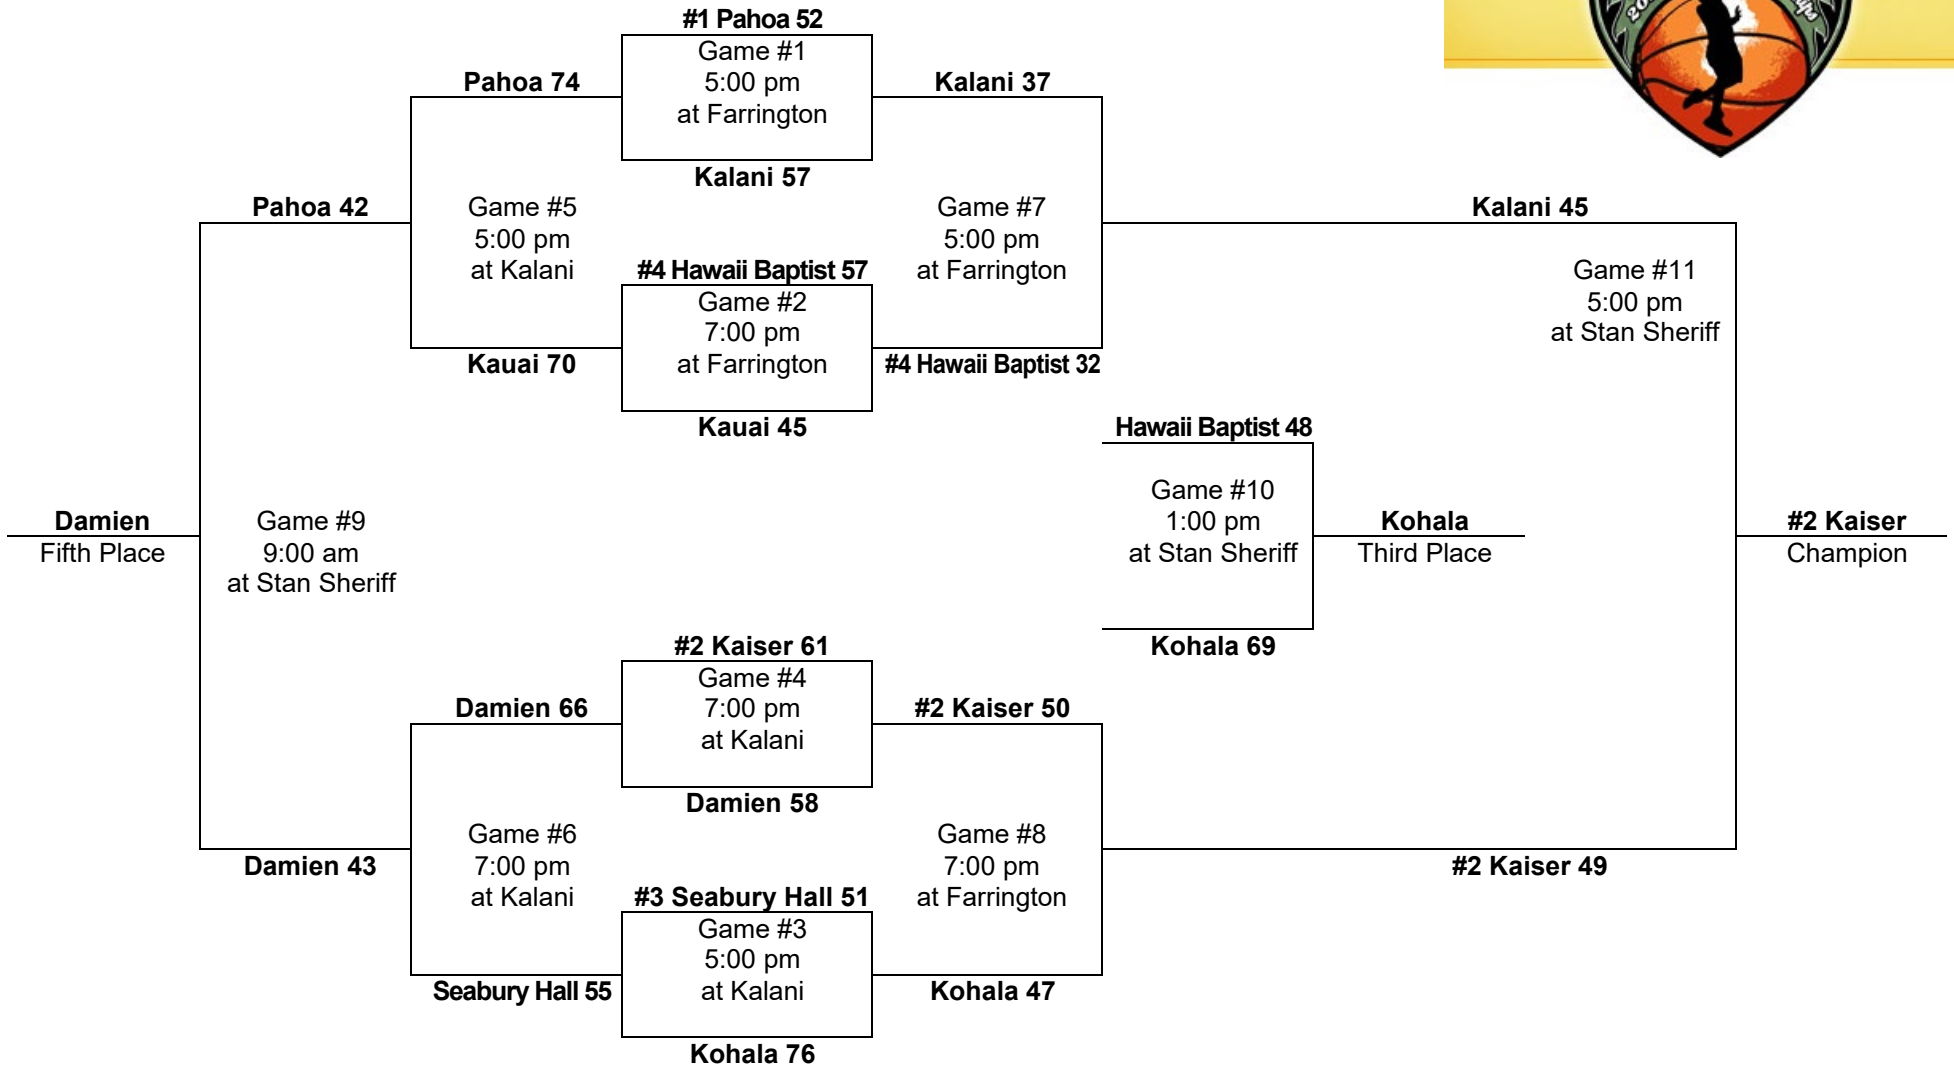 #1 Pahoa 52
Game #1
5:00 pm
at Farrington
Kalani 57
Pahoa 74
Kalani 37
Pahoa 42
Game #5
5:00 pm
at Kalani
Game #7
5:00 pm
at Farrington
Kalani 45
#4 Hawaii Baptist 57
Game #2
7:00 pm
at Farrington
Kauai 45
Kauai 70
#4 Hawaii Baptist 32
Game #11
5:00 pm
at Stan Sheriff
Hawaii Baptist 48
Game #10
1:00 pm
at Stan Sheriff
Kohala 69
Kohala
Third Place
Damien
Fifth Place
Game #9
9:00 am
at Stan Sheriff
#2 Kaiser
Champion
#2 Kaiser 61
Game #4
7:00 pm
at Kalani
Damien 58
Damien 66
#2 Kaiser 50
Damien 43
Game #6
7:00 pm
at Kalani
Game #8
7:00 pm
at Farrington
#2 Kaiser 49
#3 Seabury Hall 51
Game #3
5:00 pm
at Kalani
Kohala 76
Seabury Hall 55
Kohala 47